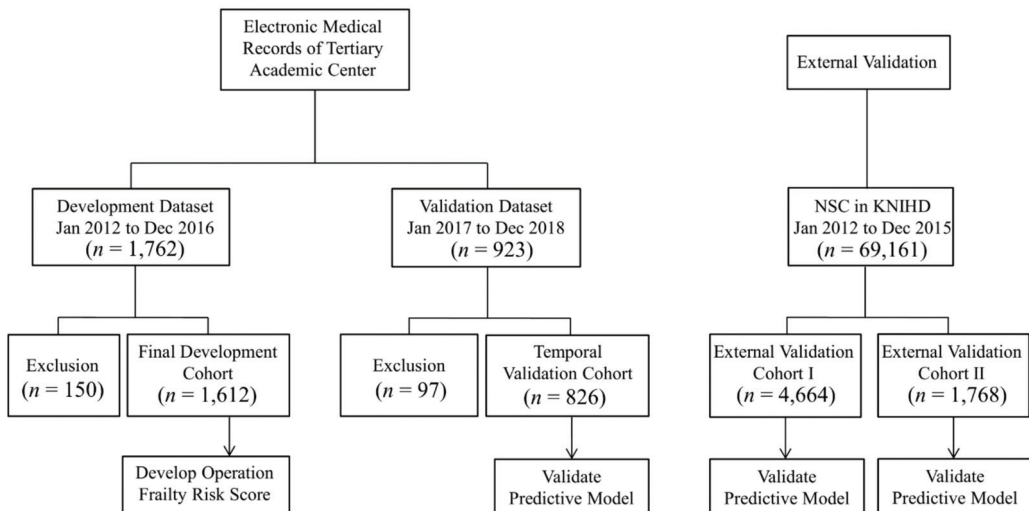 Electronic Medical
Records of Tertiary
Academic Center
External Validation
Development Dataset
Jan 2012 to Dec 2016
(n = 1,762)
Validation Dataset
Jan 2017 to Dec 2018
(n = 923)
NSC in KNIHD
Jan 2012 to Dec 2015
(n = 69,161)
Exclusion
(n = 150)
Final Development
Cohort
(n = 1,612)
Exclusion
(n = 97)
Temporal
Validation Cohort
(n = 826)
External Validation
Cohort I
(n = 4,664)
External Validation
Cohort II
(n = 1,768)
Develop Operation
Frailty Risk Score
Validate
Predictive Model
Validate
Predictive Model
Validate
Predictive Model